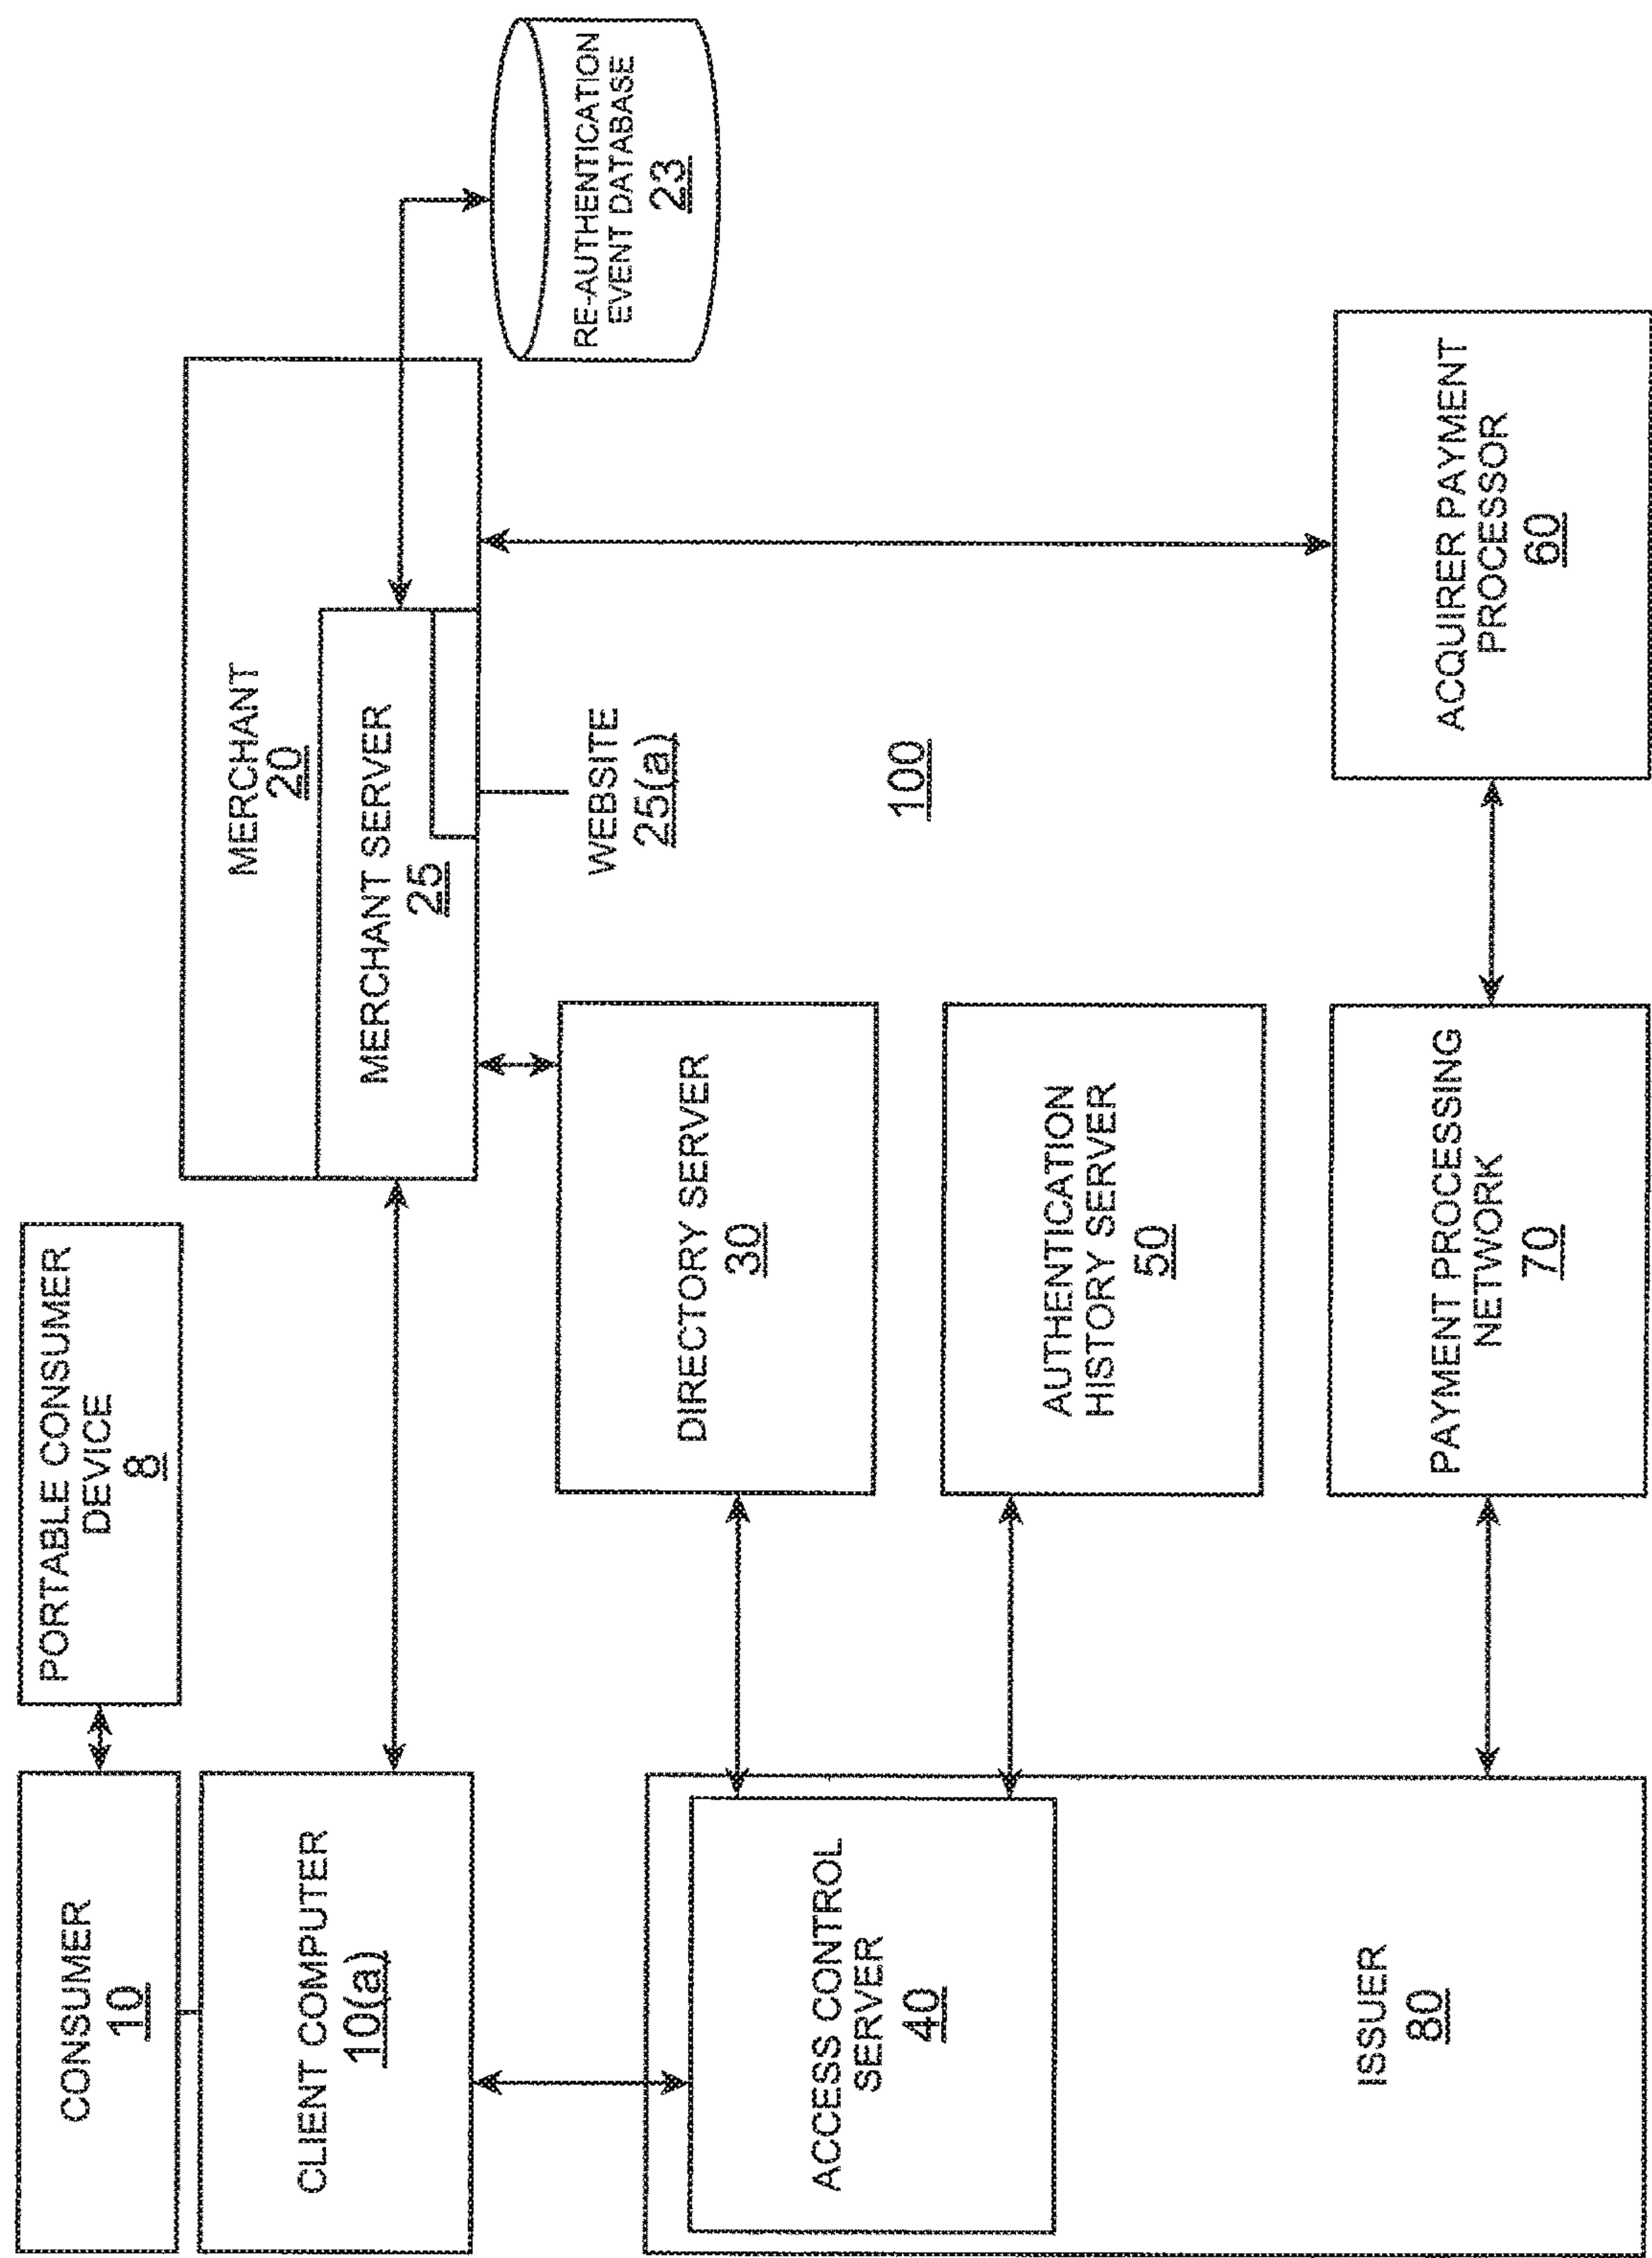 CONSUMER
10
PORTABLE CONSUMER
DEVICE
8
CLIENT COMPUTER
10(a)
MERCHANT
20
MERCHANT SERVER
25
WEBSITE
25(a)
RE-AUTHENTICATION
EVENT DATABASE
23
DIRECTORY SERVER
30
100
ACCESS CONTROL
SERVER
40
AUTHENTICATION
HISTORY SERVER
50
ISSUER
80
PAYMENT PROCESSING
NETWORK
70
ACQUIRER PAYMENT
PROCESSOR
60